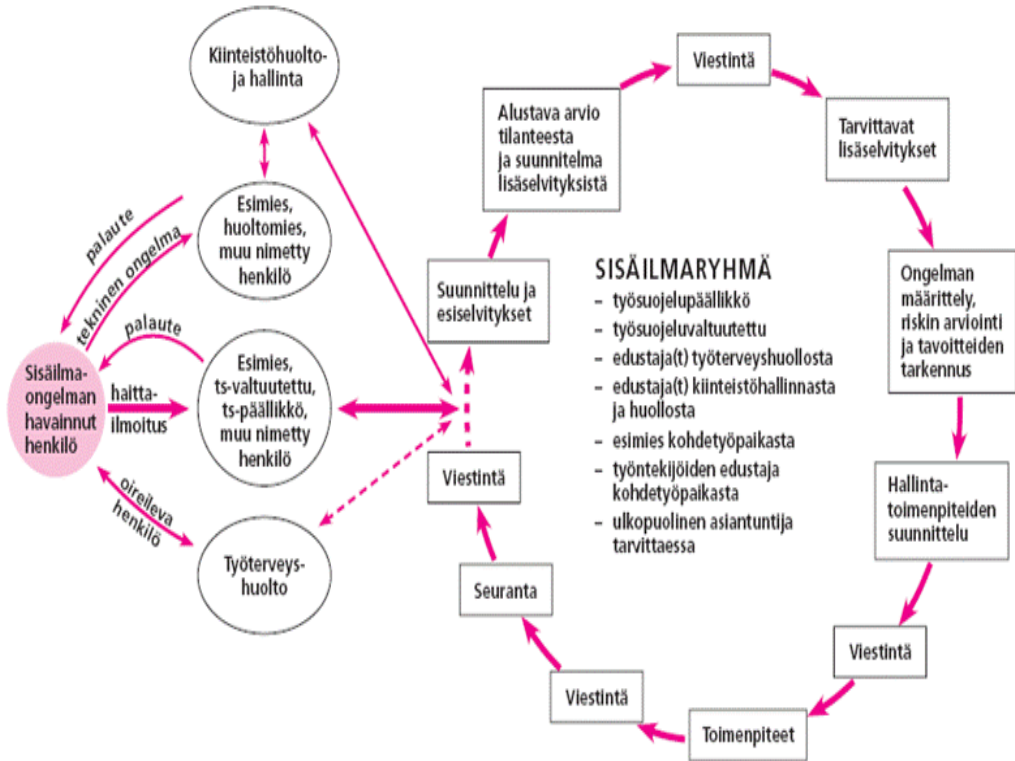 Kiinteistöhuolto-
ja hallinta
Esimies,
huoltomies,
muu nimetty
henkilö
palaute
tekninen ongelma
palaute
Sisäilma-
ongelman
havainnut
henkilö
haitta-
ilmoitus
Esimies,
ts-valtuutettu,
ts-päällikkö,
muu nimetty
henkilö
oireileva
henkilö
Työterveys-
huolto
Viestintä
Suunnittelu ja
esiselvitykset
Alustava arvio
tilanteesta
ja suunnitelma
lisäselvityksistä
Viestintä
Tarvittavat
lisäselvitykset
Ongelman
määrittely,
riskin arviointi
ja tavoitteiden
tarkennus
Hallinta-
toimenpiteiden
suunnittelu
Viestintä
Toimenpiteet
Viestintä
Seuranta
SISÄILMARYHMÄ
– työsuojelupäällikkö
– työsuojeluvaltuutettu
– edustaja(t) työterveyshuollosta
– edustaja(t) kiinteistöhallinnasta
ja huollosta
– esimies kohdetyöpaikasta
– työntekijöiden edustaja
kohdetyöpaikasta
– ulkopuolinen asiantuntija
tarvittaessa